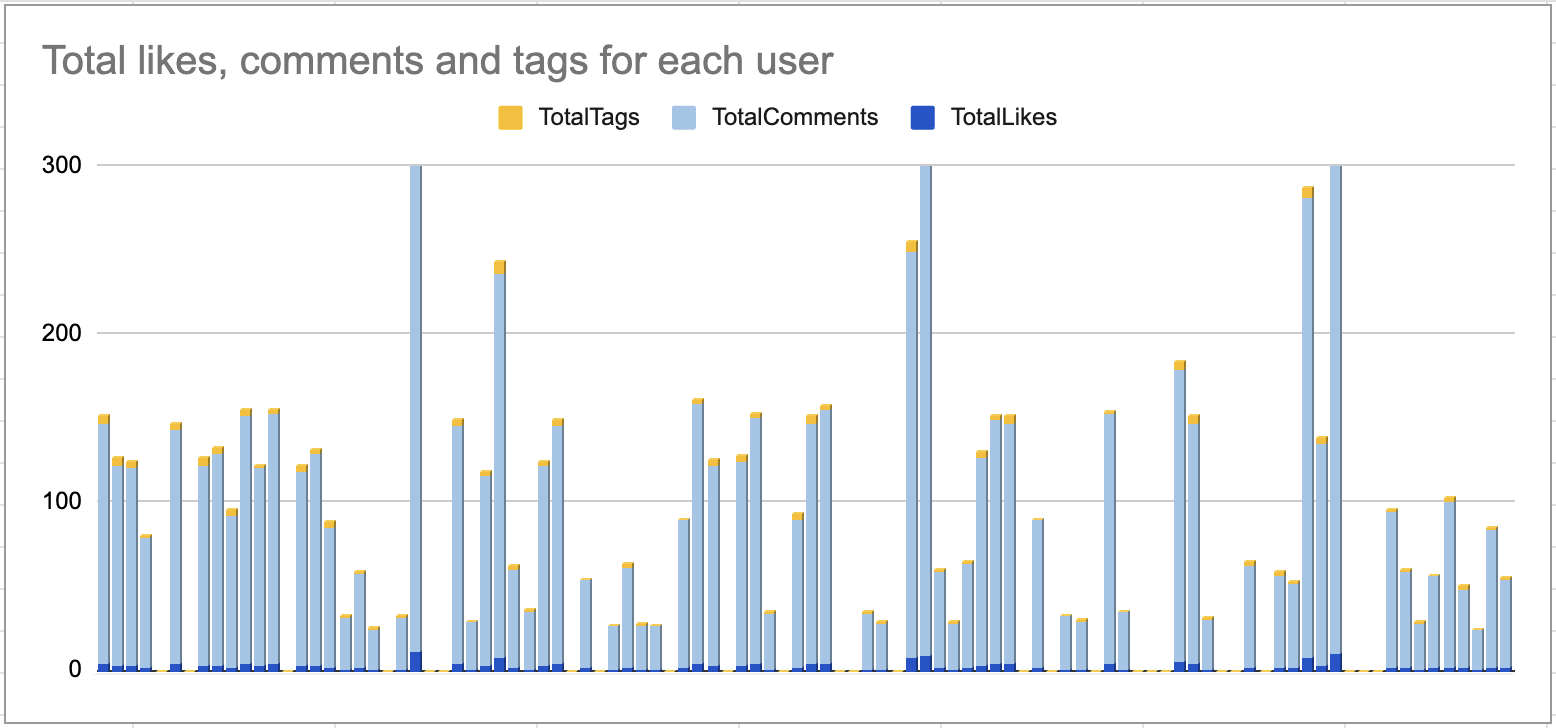 Total likes, comments and tags for each user
TotalTags TotalComments TotalLikes
300
200
100
0